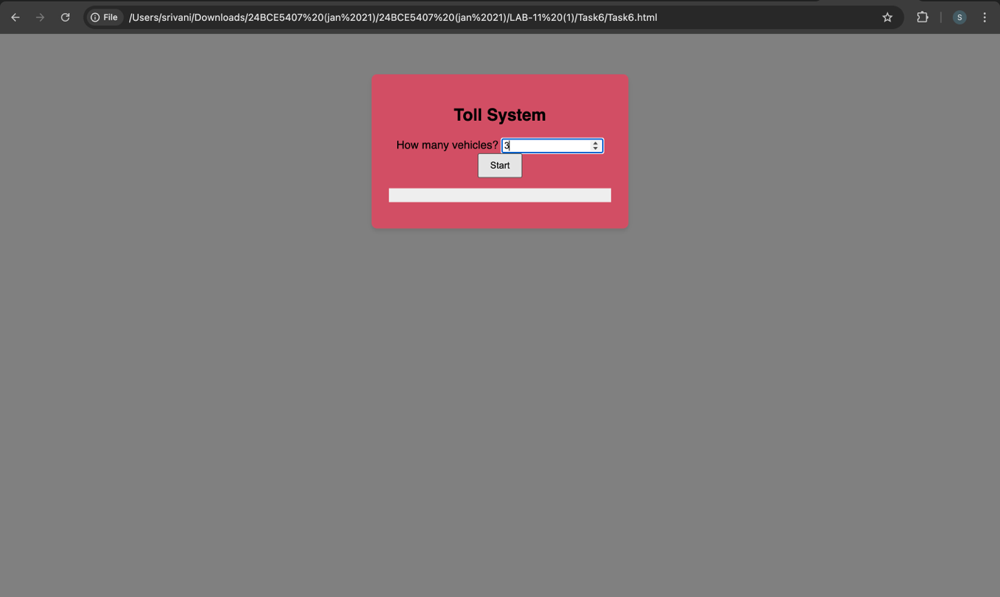 File /Users/srivani/Downloads/24BCE5407%20(jan%2021)/24BCE5407%20(jan%2021)/LAB-11%20(1)/Task6/Task6.html
S
Toll System
How many vehicles? 3
Start